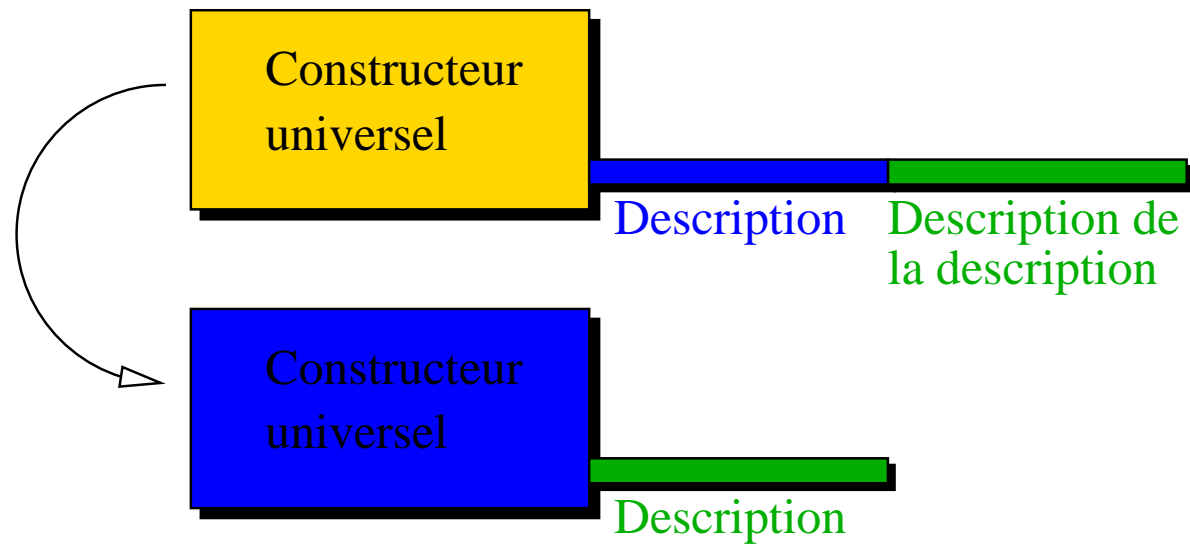 Constructeur
universel
Description
Description de
la description
Constructeur
universel
Description